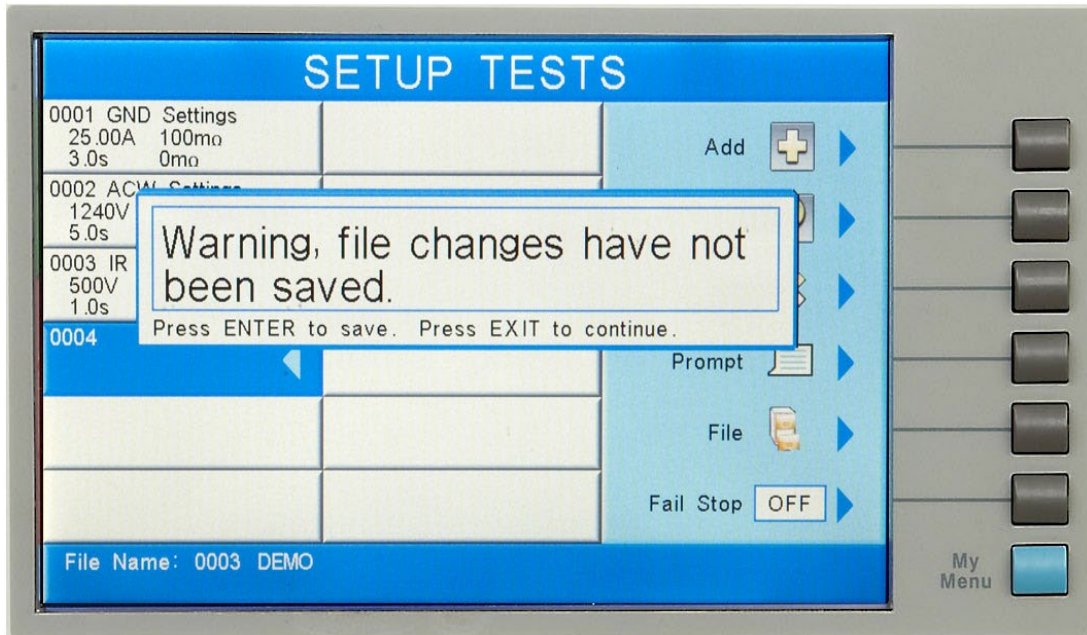 SETUP TESTS
0001 GND Settings
25.00A 100mΩ
3.0s 0mΩ
0002 ACW Settings
1240V
5.0s
0003 IR
500V
1.0s
0004
Warning, file changes have not
been saved.
Press ENTER to save. Press EXIT to continue.
Add
Prompt
File
Fail Stop OFF
File Name: 0003 DEMO
My
Menu